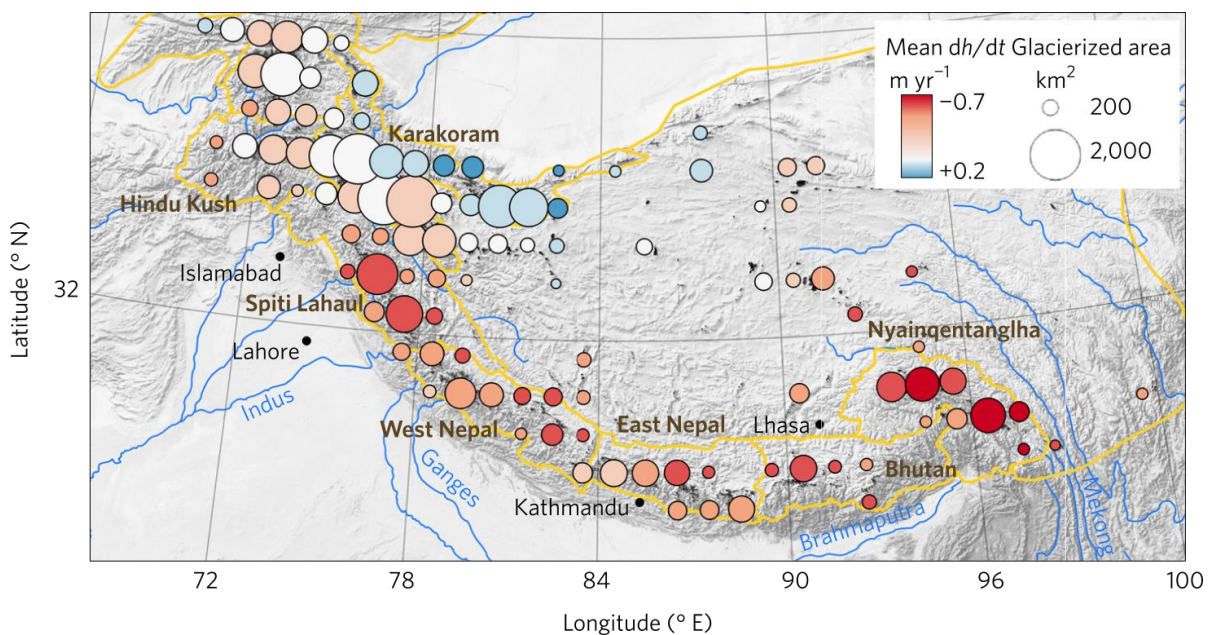 Mean dh/dt Glacierized area
m yr−1 km2
−0.7 200
+0.2 2,000
Karakoram
Hindu Kush
Islamabad
Spiti Lahaul
Lahore
Indus
West Nepal
Ganges
East Nepal
Kathmandu
Lhasa
Nyainqentanglha
Bhutan
Brahmaputra
Mekong
Latitude (° N)
32
72 78 84 90 96 100
Longitude (° E)